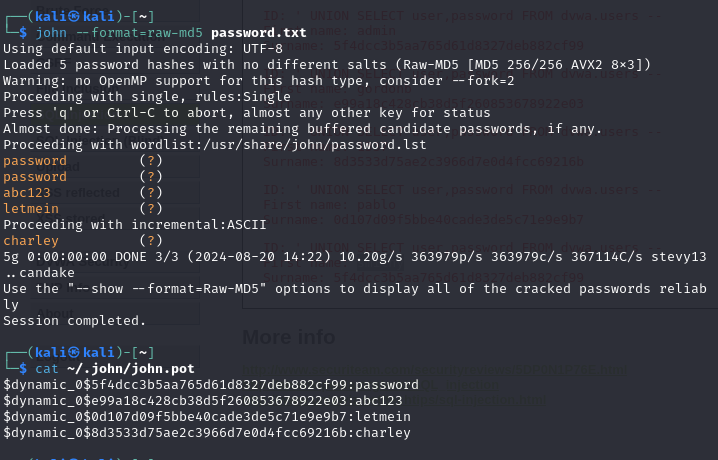 ┌──(kali㉿kali)-[~]
└─$ john --format=raw-md5 password.txt
Using default input encoding: UTF-8
Loaded 5 password hashes with no different salts (Raw-MD5 [MD5 256/256 AVX2 8×3])
Warning: no OpenMP support for this hash type, consider --fork=2
Proceeding with single, rules:Single
Press 'q' or Ctrl-C to abort, almost any other key for status
Almost done: Processing the remaining buffered candidate passwords, if any.
Proceeding with wordlist:/usr/share/john/password.lst
password (?)
password (?)
abc123 (?)
letmein (?)
Proceeding with incremental:ASCII
charley (?)
5g 0:00:00:00 DONE 3/3 (2024-08-20 14:22) 10.20g/s 363979p/s 363979c/s 367114C/s stevy13
..candake
Use the "--show --format=Raw-MD5" options to display all of the cracked passwords reliab
ly
Session completed.
┌──(kali㉿kali)-[~]
└─$ cat ~/.john/john.pot
$dynamic_0$5f4dcc3b5aa765d61d8327deb882cf99:password
$dynamic_0$e99a18c428cb38d5f260853678922e03:abc123
$dynamic_0$0d107d09f5bbe40cade3de5c71e9e9b7:letmein
$dynamic_0$8d3533d75ae2c3966d7e0d4fcc69216b:charley
More info